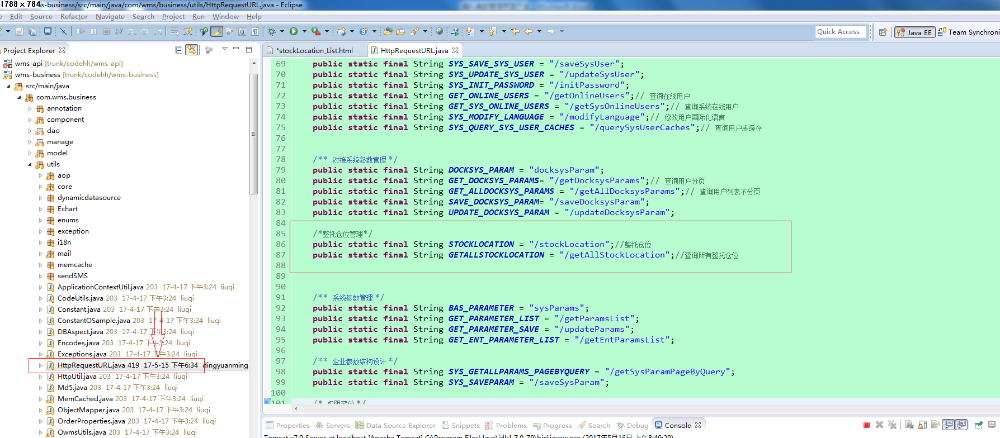 1788 × 784
s-business/src/main/java/com/wms/business/utils/HttpRequestURL.java - Eclipse
Edit Source Refactor Navigate Search Project Run Window Help
Quick Access
Java EE
Team Synchroni
Project Explorer
wms-api [trunk/codehh/wms-api]
wms-business [trunk/codehh/wms-business]
src/main/java
com.wms.business
annotation
component
dao
manage
model
utils
aop
core
dynamicdatasource
Echart
enums
exception
i18n
mail
memcache
sendSMS
ApplicationContextUtil.java 203 17-4-17 下午3:24 liuqi
CodeUtils.java 203 17-4-17 下午3:24 liuqi
Constant.java 203 17-4-17 下午3:24 liuqi
ConstantOSample.java 203 17-4-17 下午3:24 liuqi
DBAspect.java 203 17-4-17 下午3:24 liuqi
Encodes.java 203 17-4-17 下午3:24 liuqi
Exceptions.java 203 17-4-17 下午3:24 liuqi
HttpRequestURL.java 419 17-5-15 下午6:34 dingyuanming
HttpUtil.java 203 17-4-17 下午3:24 liuqi
Md5.java 203 17-4-17 下午3:24 liuqi
MemCached.java 203 17-4-17 下午3:24 liuqi
ObjectMapper.java 203 17-4-17 下午3:24 liuqi
OrderProperties.java 203 17-4-17 下午3:24 liuqi
OwmsUtils.java 203 17-4-17 下午3:24 liuqi
*stockLocation_List.html
HttpRequestURL.java
69 public static final String SYS_SAVE_SYS_USER = "/saveSysUser";
70 public static final String SYS_UPDATE_SYS_USER = "/updateSysUser";
71 public static final String SYS_INIT_PASSWORD = "/initPassword";
72 public static final String GET_ONLINE_USERS = "/getOnlineUsers";// 查询在线用户
73 public static final String GET_SYS_ONLINE_USERS = "/getSysOnlineUsers";// 查询系统在线用户
74 public static final String SYS_MODIFY_LANGUAGE = "/modifyLanguage";// 修改用户国际化语言
75 public static final String SYS_QUERY_SYS_USER_CACHES = "/querySysUserCaches";// 查询用户表缓存
76
77
78 /** 对接系统参数管理 */
79 public static final String DOCKSYS_PARAM = "docksysParam";
80 public static final String GET_DOCKSYS_PARAMS= "/getDocksysParams";// 查询用户分页
81 public static final String GET_ALLDOCKSYS_PARAMS = "/getAllDocksysParams";// 查询用户列表不分页
82 public static final String SAVE_DOCKSYS_PARAM= "/saveDocksysParam";
83 public static final String UPDATE_DOCKSYS_PARAM = "/updateDocksysParam";
84
85 /*整托仓位管理*/
86 public static final String STOCKLOCATION = "/stockLocation";//整托仓位
87 public static final String GETALLSTOCKLOCATION = "/getAllStockLocation";//查询所有整托仓位
88
89
90
91 /** 系统参数管理 */
92 public static final String BAS_PARAMETER = "sysParams";
93 public static final String GET_PARAMETER_LIST = "/getParamsList";
94 public static final String GET_PARAMETER_SAVE = "/updateParams";
95 public static final String GET_ENT_PARAMETER_LIST = "/getEntParamsList";
96
97 /** 企业参数结构设计 */
98 public static final String SYS_GETALLPARAMS_PAGEBYQUERY = "/getSysParamPageByQuery";
99 public static final String SYS_SAVEPARAM = "/saveSysParam";
100
101 /* 权限菜单 */
Properties Servers Data Source Explorer Snippets Problems Progress Search Debug Console
Tomcat v7.0 Server at localhost [Apache Tomcat] C:\Program Files\Java\jdk1.7.0_79\bin\javaw.exe (2017年5月16日 上午8:49:20)